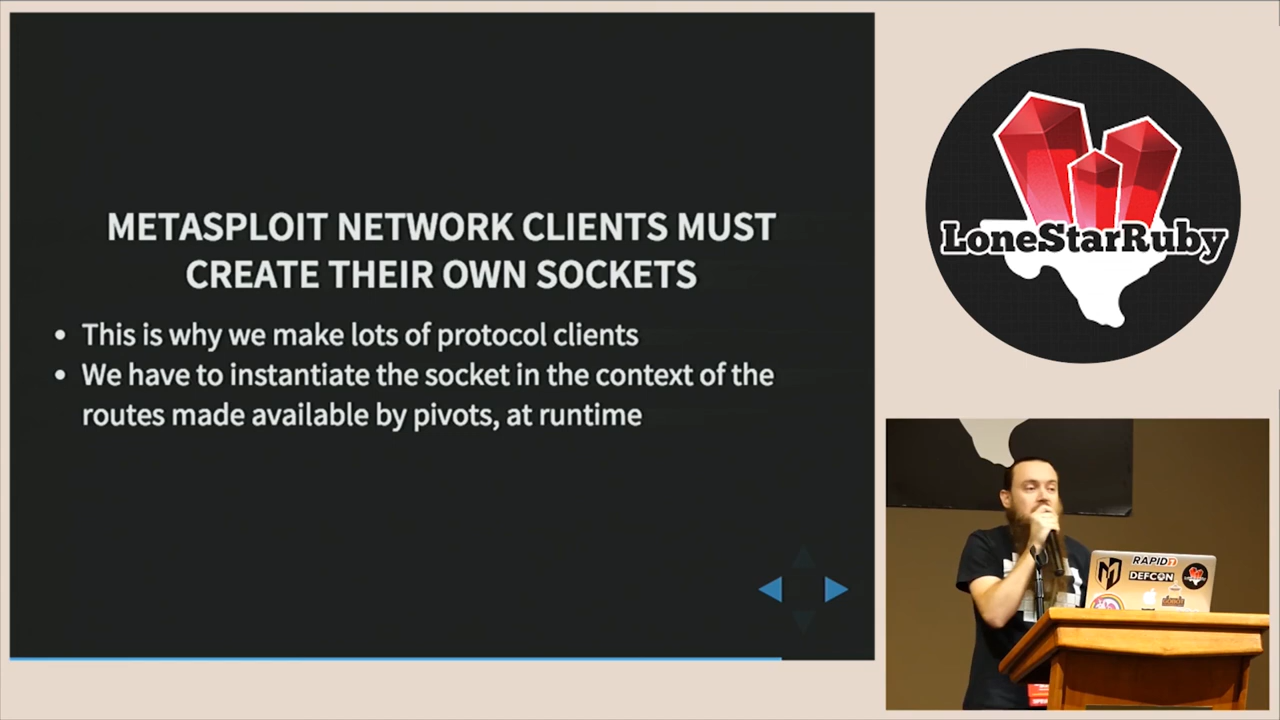 METASPLOIT NETWORK CLIENTS MUST
CREATE THEIR OWN SOCKETS
• This is why we make lots of protocol clients
• We have to instantiate the socket in the context of the
routes made available by pivots, at runtime
LoneStarRuby
RAPID7
DEFCON